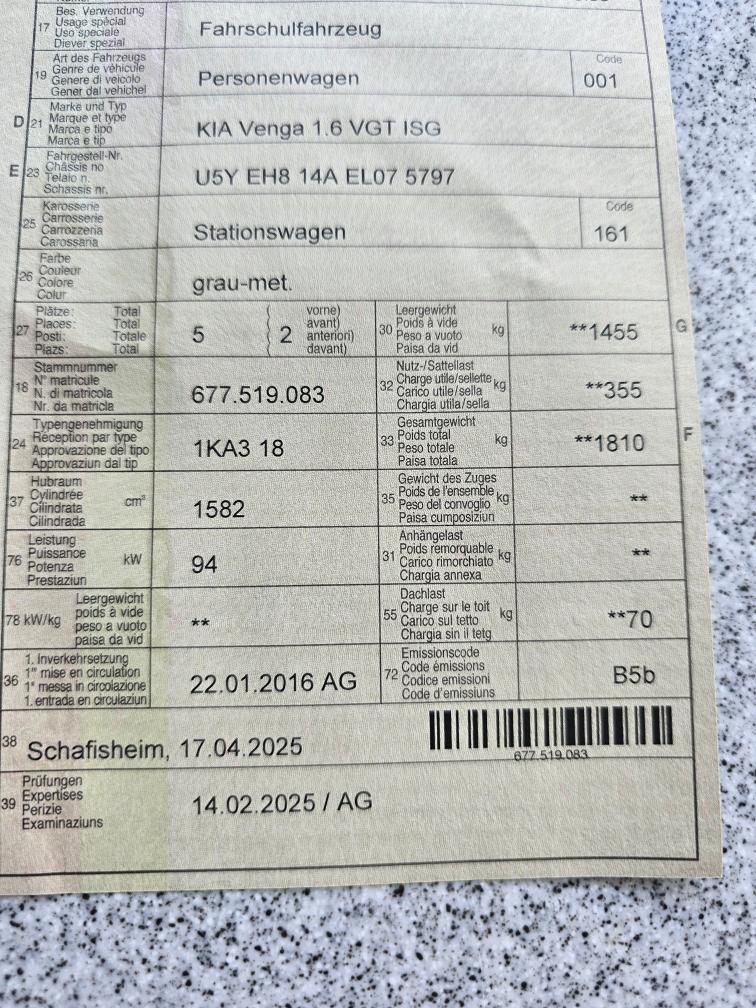 17 Bes. Verwendung
Usage spécial
Uso speciale
Diever spezial
Fahrschulfahrzeug
19 Art des Fahrzeugs
Genre de véhicule
Genere di veicolo
Gener dal vehichel
Personenwagen
Code
001
D 21 Marke und Typ
Marque et type
Marca e tipo
Marca e tip
KIA Venga 1.6 VGT ISG
E 23 Fahrgestell-Nr.
Châssis no
Telaio n.
Schassis nr.
U5Y EH8 14A EL07 5797
25 Karosserie
Carrosserie
Carrozzeria
Carossaria
Stationswagen
Code
161
26 Farbe
Couleur
Colore
Colur
grau-met.
27 Plätze: Total
Places: Total
Posti: Totale
Plazs: Total
5
2
vorne)
avant)
anteriori)
davant)
30 Leergewicht
Poids à vide
Peso a vuoto
Paisa da vid
kg
**1455
G
18 Stammnummer
N° matricule
N. di matricola
Nr. da matricla
677.519.083
32 Nutz-/Sattellast
Charge utile/sellette
Carico utile/sella
Chargia utila/sella
kg
**355
24 Typengenehmigung
Réception par type
Approvazione del tipo
Approvaziun dal tip
1KA3 18
33 Gesamtgewicht
Poids total
Peso totale
Paisa totala
kg
**1810
F
37 Hubraum
Cylindrée
Cilindrata
Cilindrada
cm³
1582
35 Gewicht des Zuges
Poids de l'ensemble
Peso del convoglio
Paisa cumposiziun
kg
**
76 Leistung
Puissance
Potenza
Prestaziun
kW
94
31 Anhängelast
Poids remorquable
Carico rimorchiato
Chargia annexa
kg
**
78 kW/kg
Leergewicht
poids à vide
peso a vuoto
paisa da vid
**
55 Dachlast
Charge sur le toit
Carico sul tetto
Chargia sin il tetg
kg
**70
36 1. Inverkehrsetzung
1re mise en circulation
1a messa in circolazione
1. entrada en circulaziun
22.01.2016 AG
72 Emissionscode
Code émissions
Codice emissioni
Code d'emissiuns
B5b
38 Schafisheim, 17.04.2025
677.519.083
39 Prüfungen
Expertises
Perizie
Examinaziuns
14.02.2025 / AG